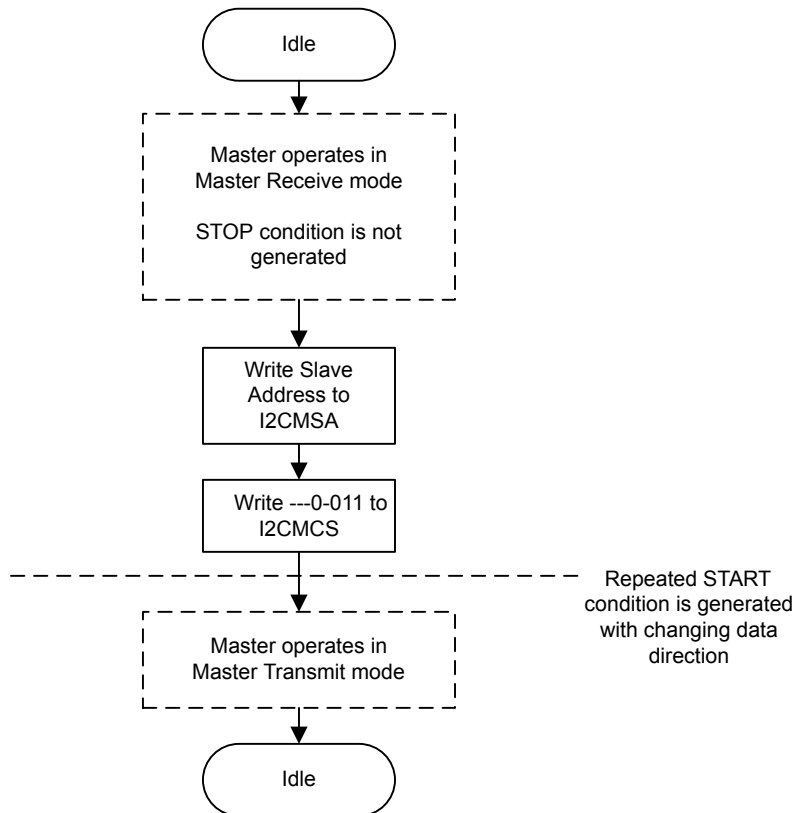 Idle
Master operates in
Master Receive mode
STOP condition is not
generated
Write Slave
Address to
I2CMSA
Write ---0-011 to
I2CMCS
Repeated START
condition is generated
with changing data
direction
Master operates in
Master Transmit mode
Idle